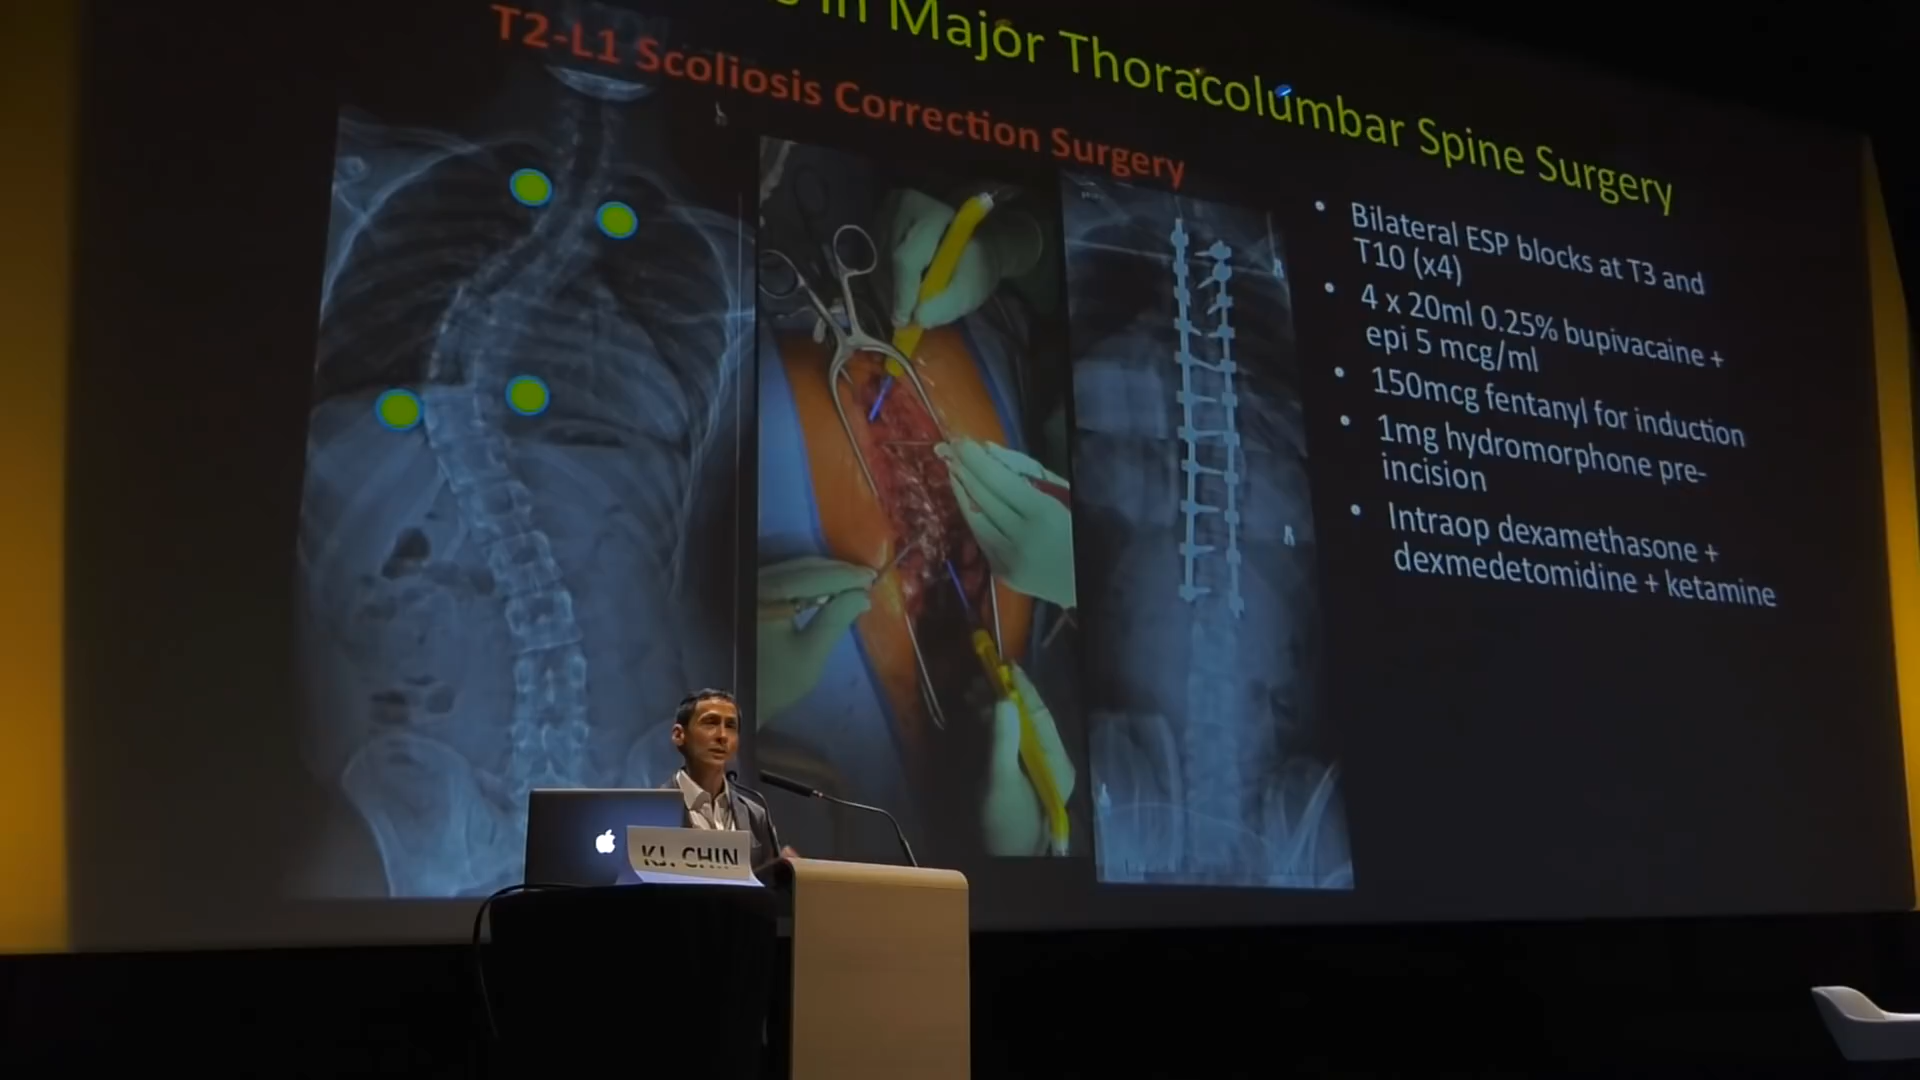 in Major Thoracolumbar Spine Surgery
T2-L1 Scoliosis Correction Surgery
• Bilateral ESP blocks at T3 and
T10 (x4)
• 4 x 20ml 0.25% bupivacaine +
epi 5 mcg/ml
• 150mcg fentanyl for induction
• 1mg hydromorphone pre-
incision
• Intraop dexamethasone +
dexmedetomidine + ketamine
KJ. CHIN